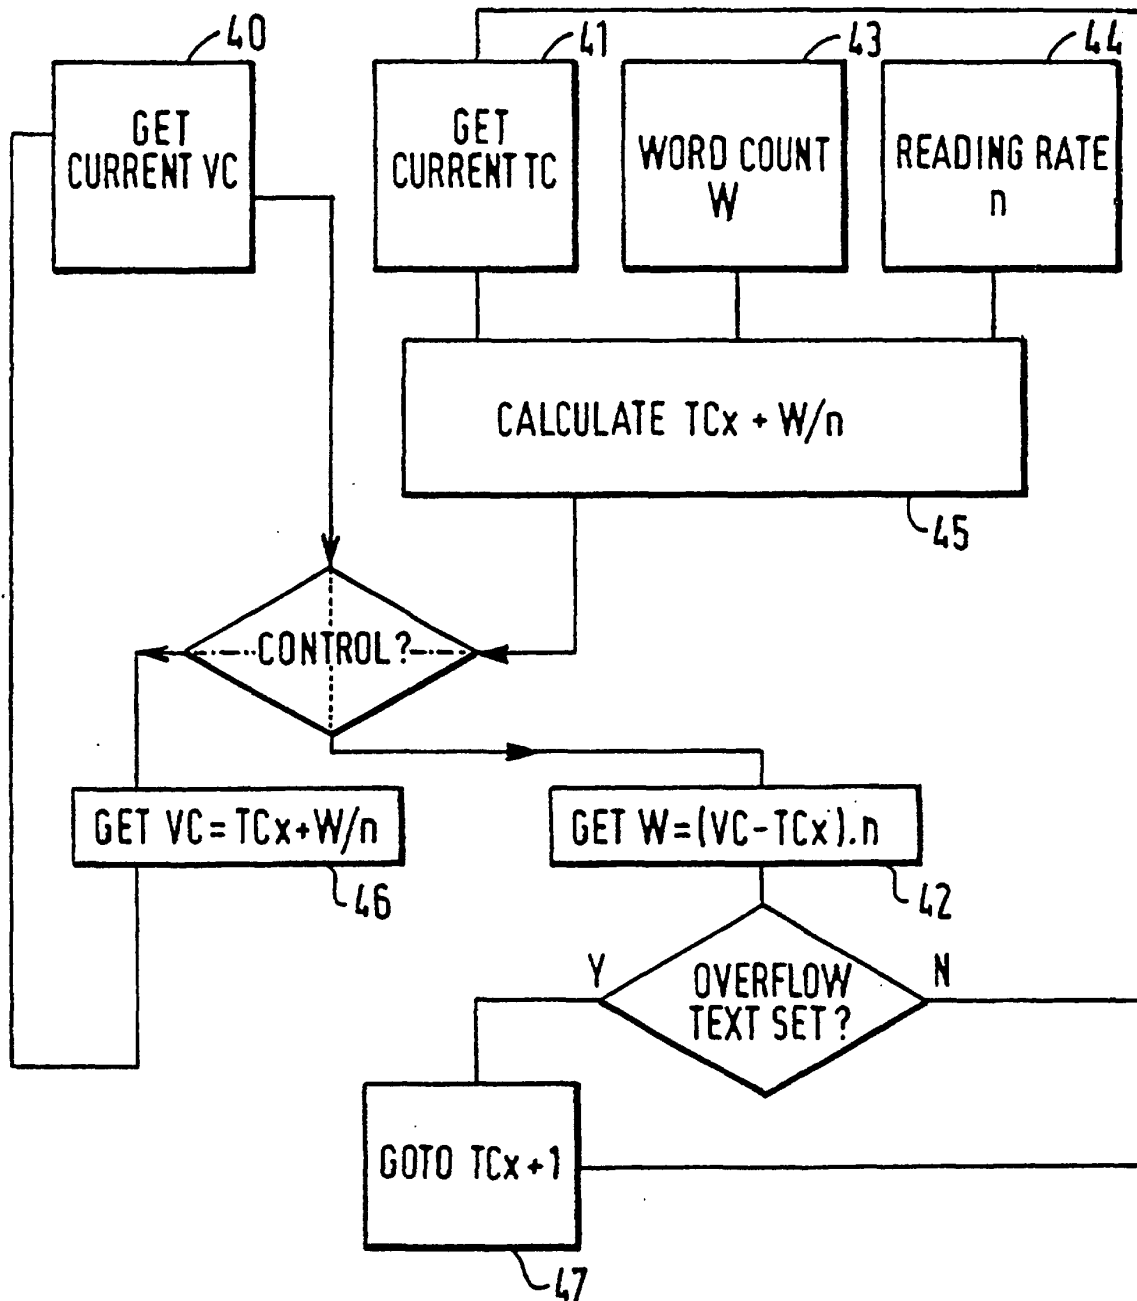 40
41
43
44
GET
CURRENT VC
GET
CURRENT TC
WORD COUNT
W
READING RATE
n
CALCULATE TCx + W/n
45
CONTROL?
GET VC = TCx+W/n
46
GET W=(VC-TCx).n
42
Y
N
OVERFLOW
TEXT SET?
GOTO TCx+1
47